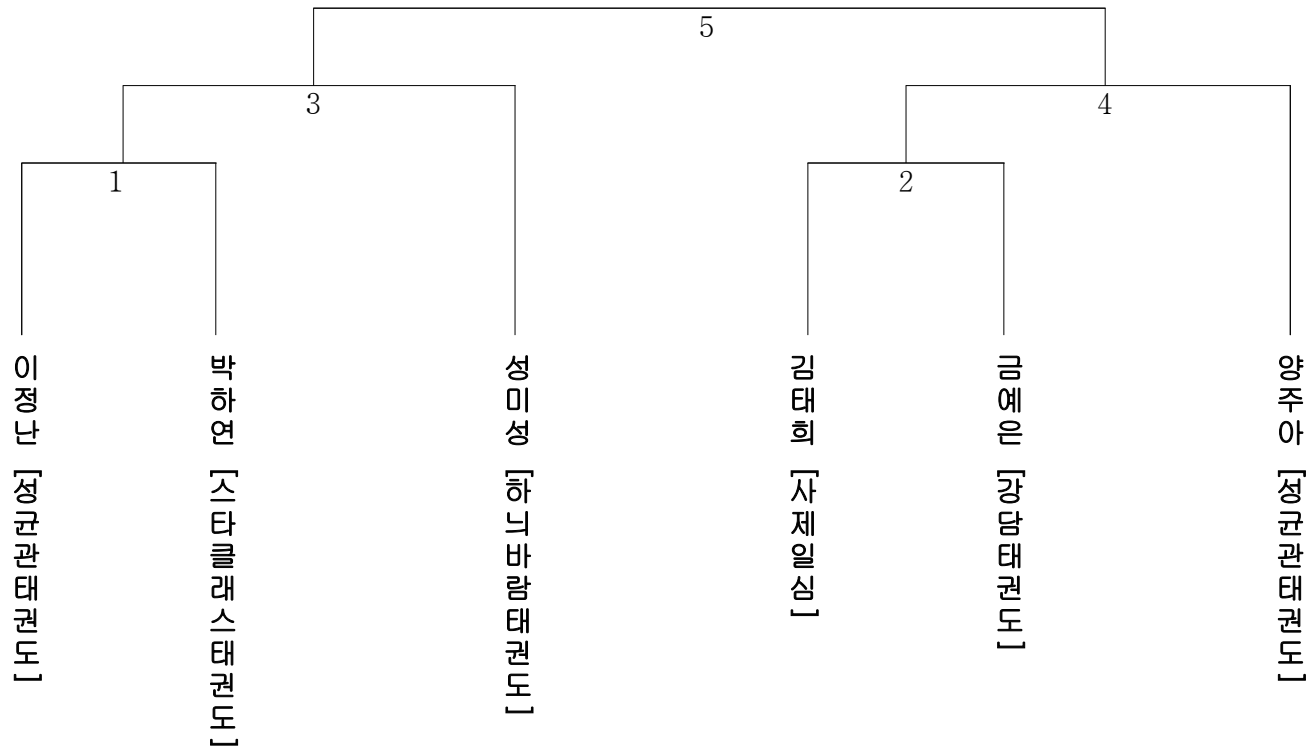 5
3
4
1
2
이정난 [성균관태권도]
박하연 [스타클래스태권도]
성미성 [하늬바람태권도]
김태희 [사제일심]
금예은 [강담태권도]
양주아 [성균관태권도]